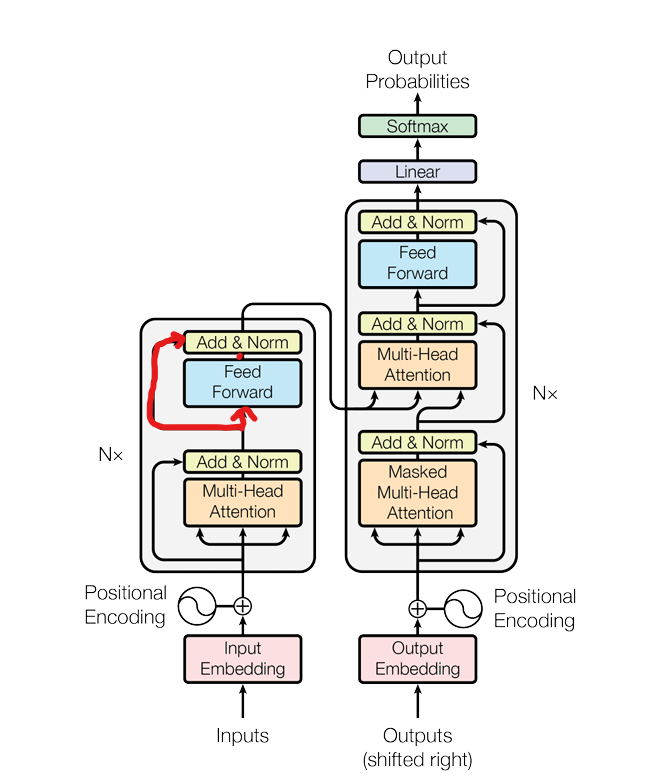 Output
Probabilities
Softmax
Linear
Add & Norm
Feed
Forward
Add & Norm
Multi-Head
Attention
Add & Norm
Masked
Multi-Head
Attention
N×
Add & Norm
Feed
Forward
Add & Norm
Multi-Head
Attention
N×
Positional
Encoding
Positional
Encoding
Input
Embedding
Output
Embedding
Inputs
Outputs
(shifted right)